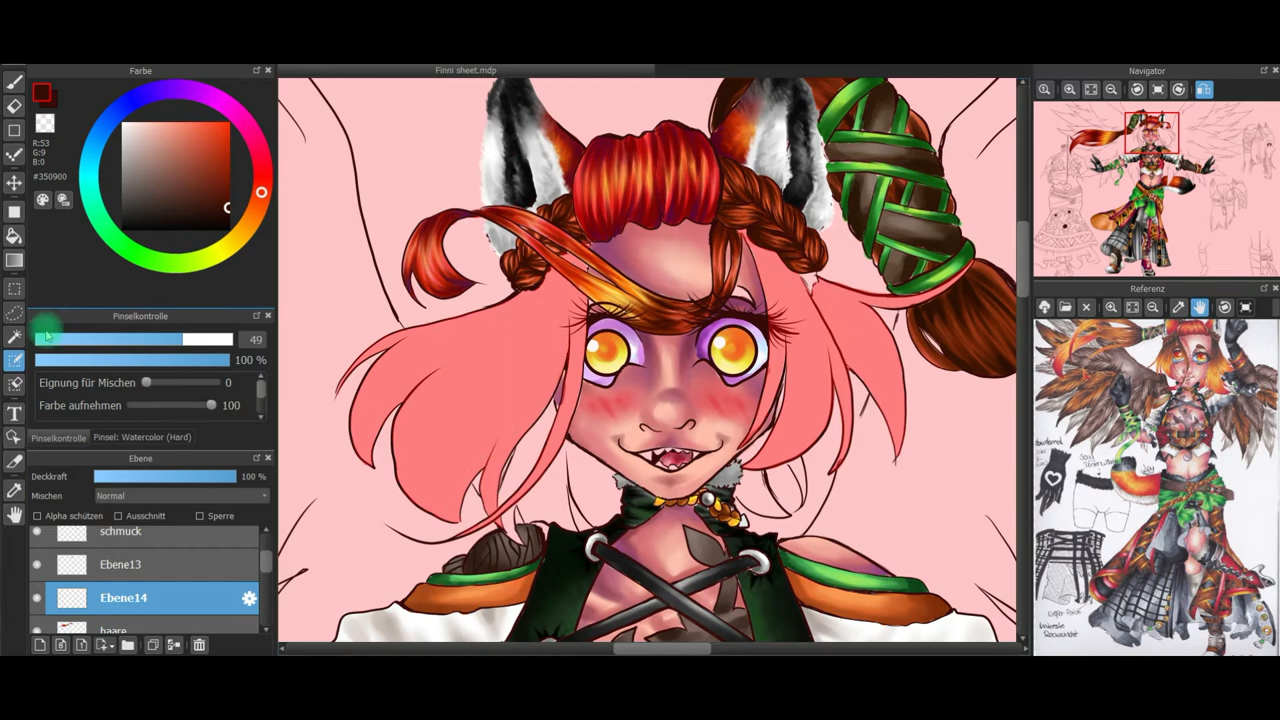 Farbe
R:53
G:9
B:0
#350900
Pinselkontrolle
49
100 %
Eignung für Mischen 0
Farbe aufnehmen 100
Pinselkontrolle Pinsel: Watercolor (Hard)
Ebene
Deckkraft 100 %
Mischen Normal
Alpha schützen Ausschnitt Sperre
schmuck
Ebene13
Ebene14
haare
Finni sheet.mdp
Navigator
Referenz